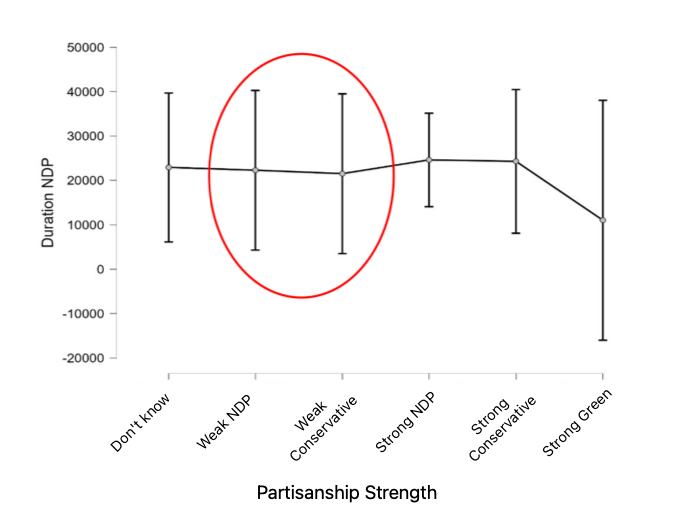 50000
40000
30000
20000
10000
0
-10000
-20000
Duration NDP
Don't know
Weak NDP
Weak
Conservative
Strong NDP
Strong
Conservative
Strong Green
Partisanship Strength